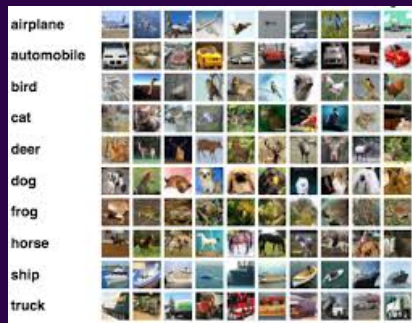 airplane
automobile
bird
cat
deer
dog
frog
horse
ship
truck